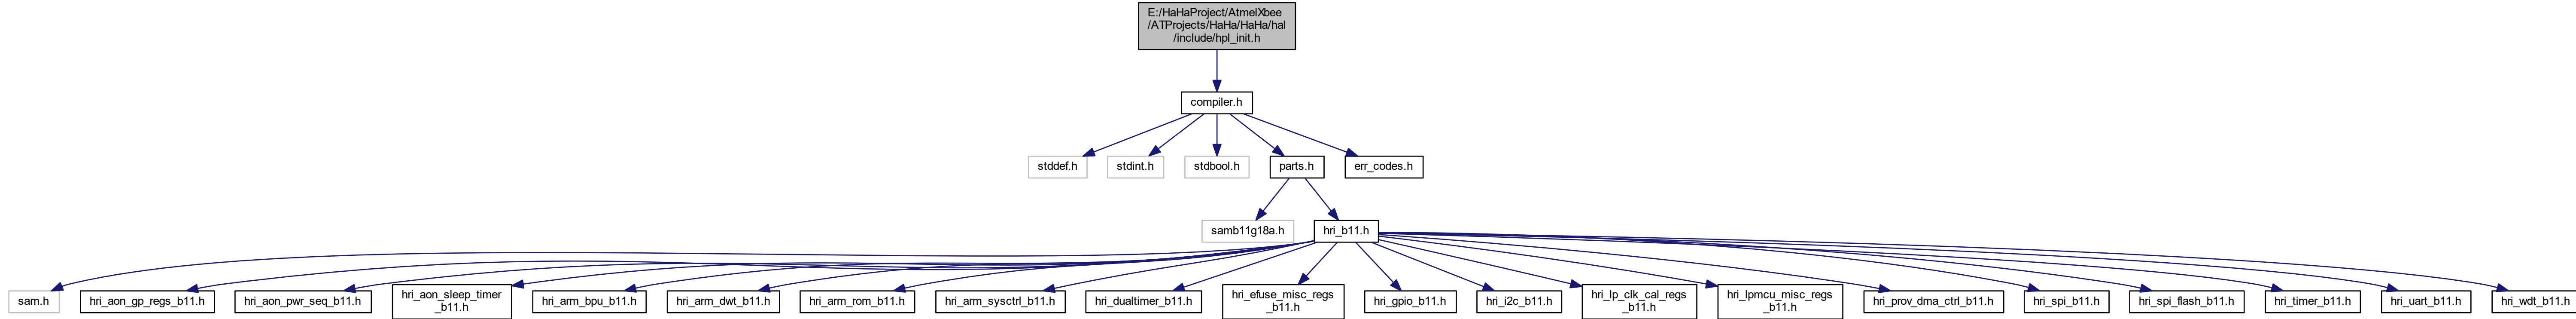 E:/HaHaProject/AtmelXbee
/ATProjects/HaHa/HaHa/hal
/include/hpl_init.h
compiler.h
stddef.h
stdint.h
stdbool.h
parts.h
err_codes.h
samb11g18a.h
hri_b11.h
sam.h
hri_aon_gp_regs_b11.h
hri_aon_pwr_seq_b11.h
hri_aon_sleep_timer
_b11.h
hri_arm_bpu_b11.h
hri_arm_dwt_b11.h
hri_arm_rom_b11.h
hri_arm_sysctrl_b11.h
hri_dualtimer_b11.h
hri_efuse_misc_regs
_b11.h
hri_gpio_b11.h
hri_i2c_b11.h
hri_lp_clk_cal_regs
_b11.h
hri_lpmcu_misc_regs
_b11.h
hri_prov_dma_ctrl_b11.h
hri_spi_b11.h
hri_spi_flash_b11.h
hri_timer_b11.h
hri_uart_b11.h
hri_wdt_b11.h